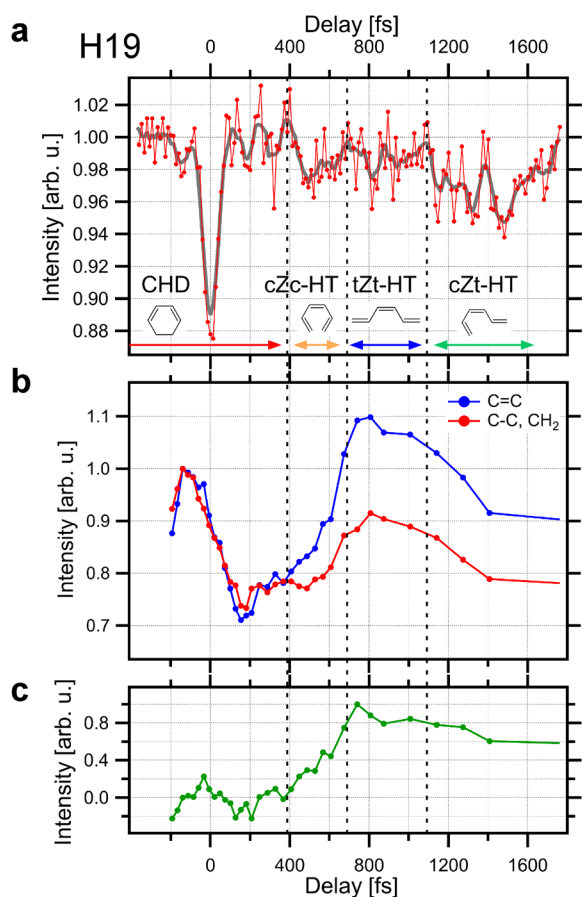 Delay [fs]
0 400 800 1200 1600
a
H19
Intensity [arb. u.]
1.02
1.00
0.98
0.96
0.94
0.92
0.90
0.88
CHD
cZc-HT
tZt-HT
cZt-HT
b
Intensity [arb. u.]
1.1
1.0
0.9
0.8
0.7
C=C
C-C, CH₂
c
Intensity [arb. u.]
0.8
0.4
0.0
0 400 800 1200 1600
Delay [fs]